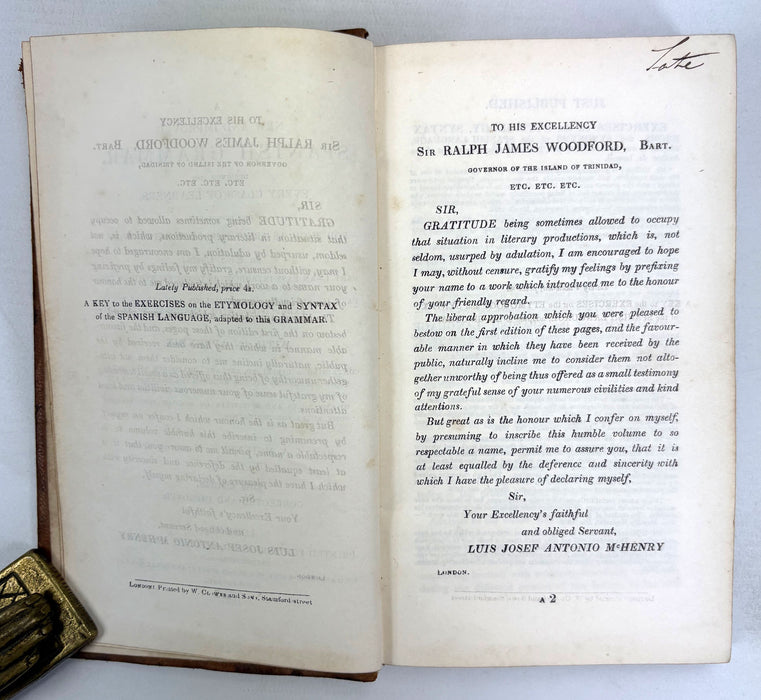 Lately Published, price 4s.
A KEY to the EXERCISES on the ETYMOLOGY and SYNTAX
of the SPANISH LANGUAGE, adapted to this GRAMMAR.
LONDON: Printed by W. CLOWES and SONS, Stamford-street
TO HIS EXCELLENCY
SIR RALPH JAMES WOODFORD, BART.
GOVERNOR OF THE ISLAND OF TRINIDAD,
ETC. ETC. ETC.
SIR,
GRATITUDE being sometimes allowed to occupy
that situation in literary productions, which is, not
seldom, usurped by adulation, I am encouraged to hope
I may, without censure, gratify my feelings by prefixing
your name to a work which introduced me to the honour
of your friendly regard.
The liberal approbation which you were pleased to
bestow on the first edition of these pages, and the favour-
able manner in which they have been received by the
public, naturally incline me to consider them not alto-
gether unworthy of being thus offered as a small testimony
of my grateful sense of your numerous civilities and kind
attentions.
But great as is the honour which I confer on myself,
by presuming to inscribe this humble volume to so
respectable a name, permit me to assure you, that it is
at least equalled by the deference and sincerity with
which I have the pleasure of declaring myself,
Sir,
Your Excellency's faithful
and obliged Servant,
LUIS JOSEF ANTONIO McHENRY
LONDON.
A 2